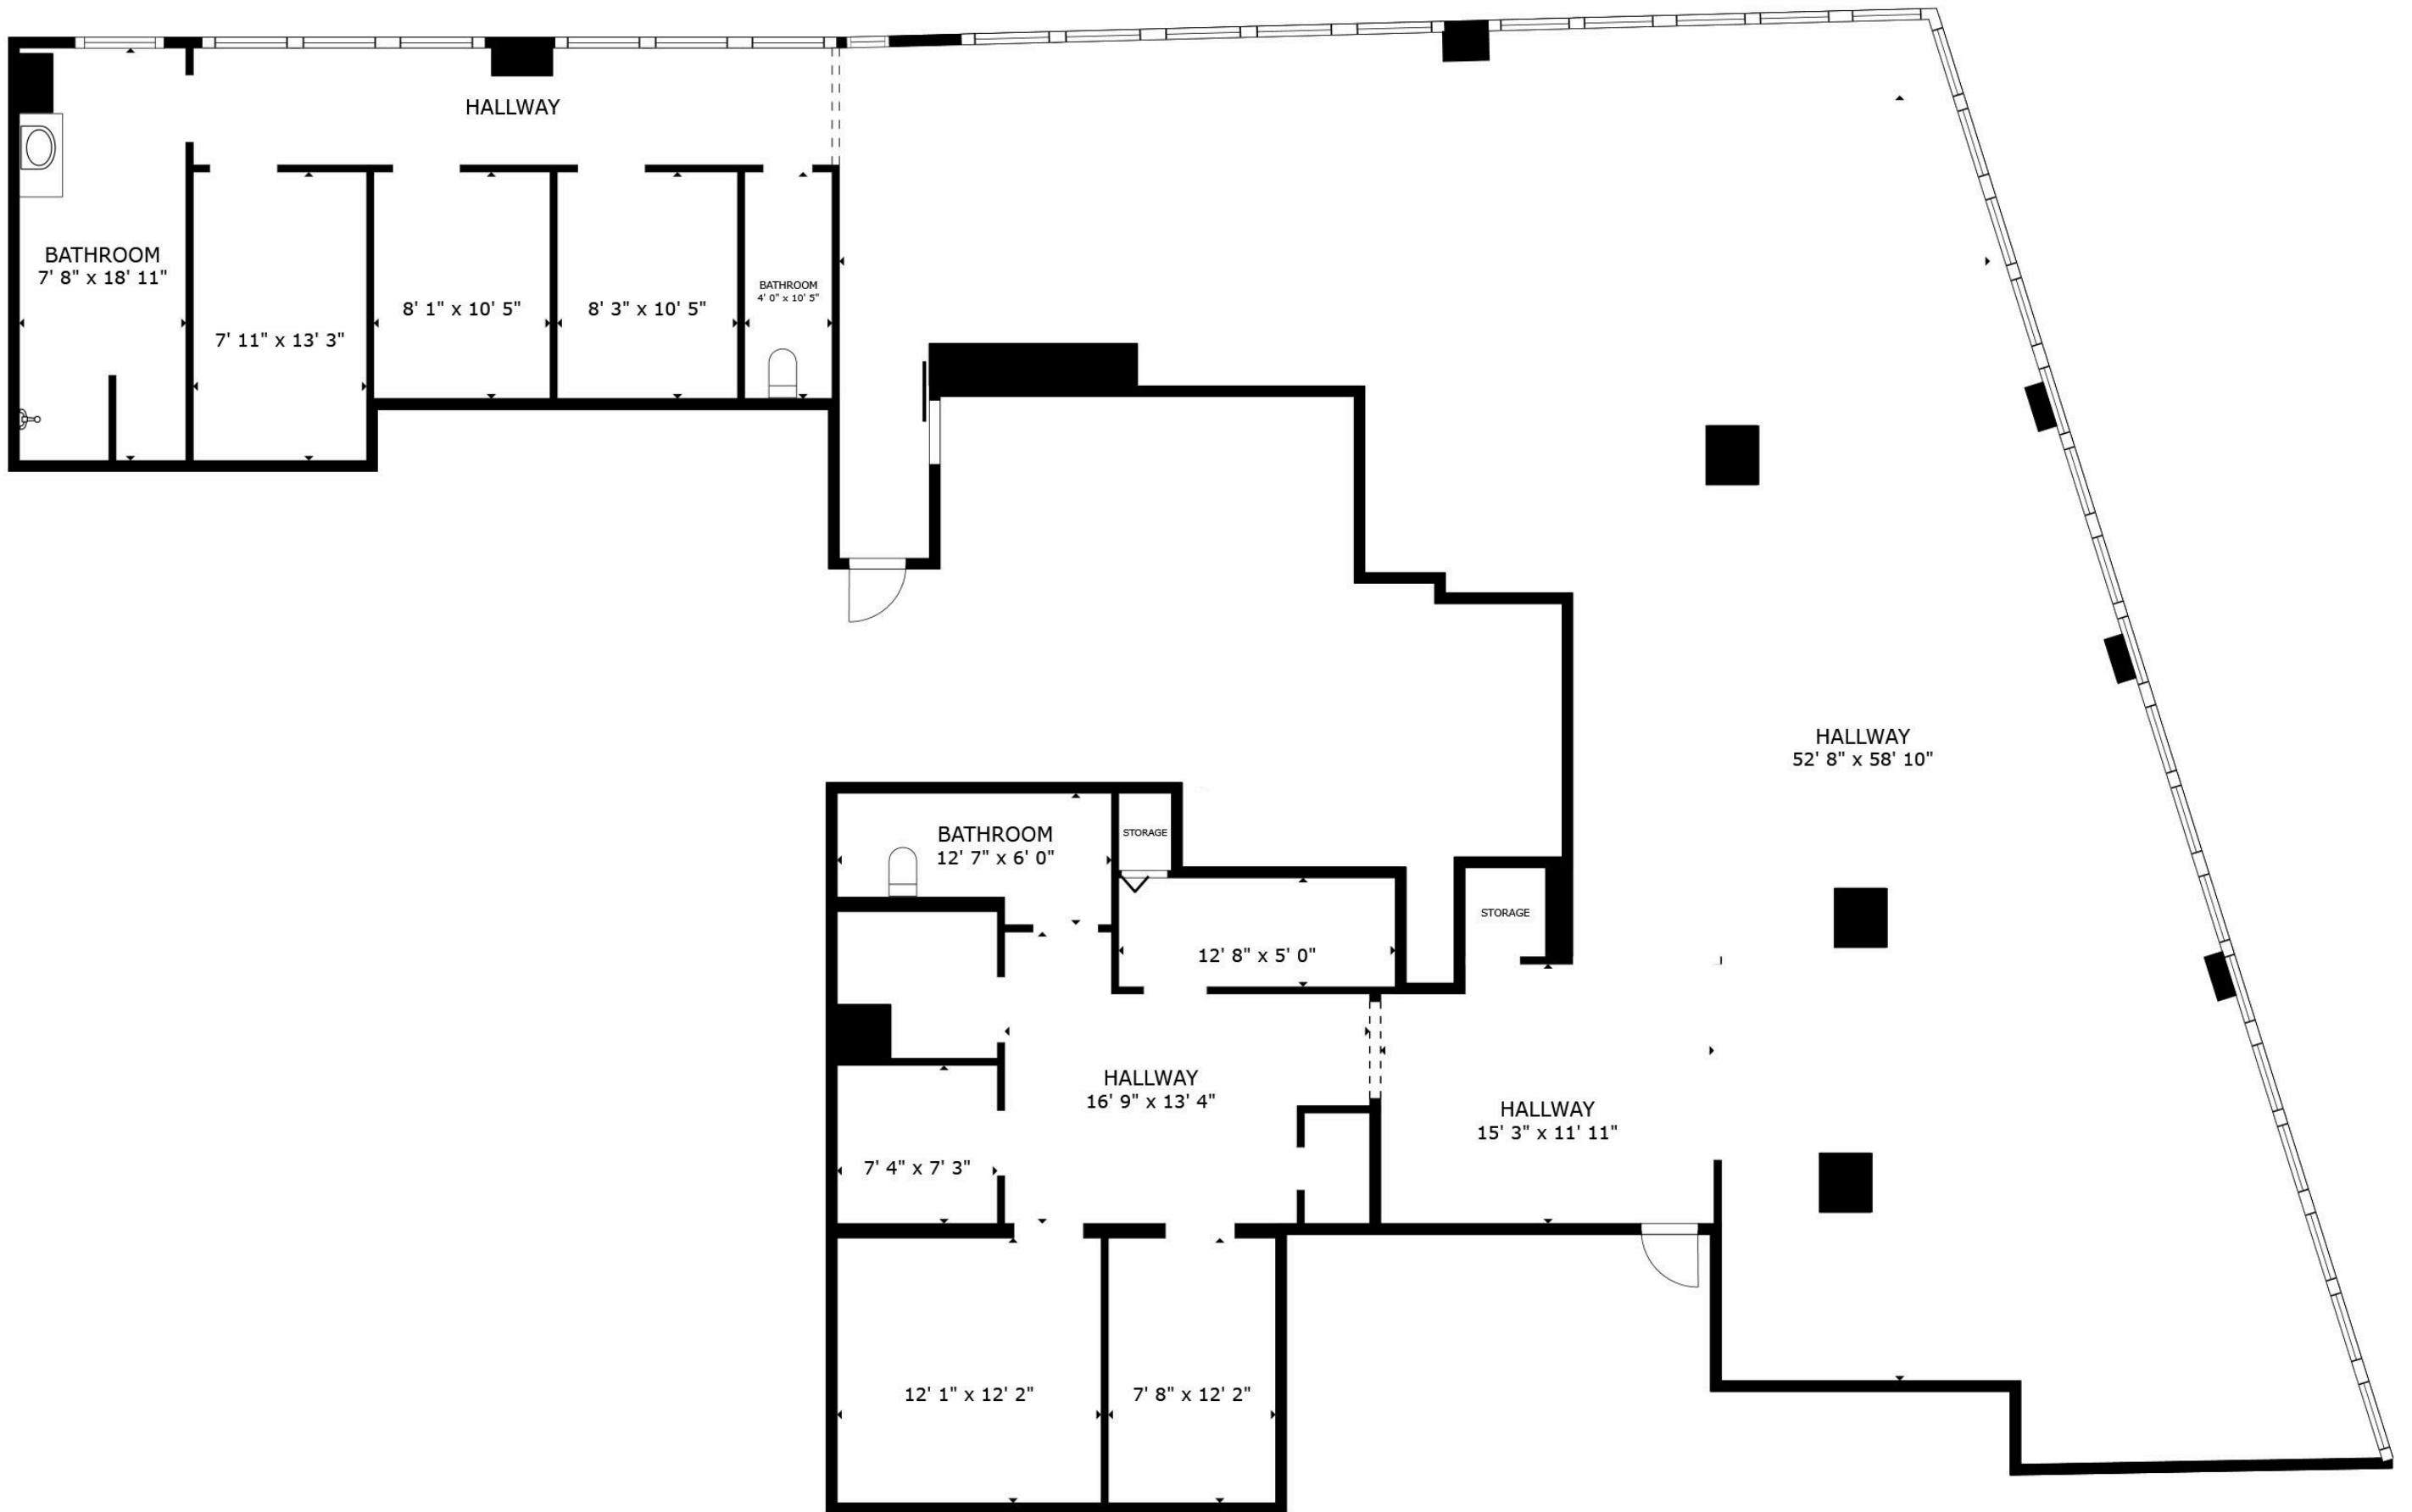 HALLWAY
BATHROOM
7' 8" x 18' 11"
7' 11" x 13' 3"
8' 1" x 10' 5"
8' 3" x 10' 5"
BATHROOM
4' 0" x 10' 5"
HALLWAY
52' 8" x 58' 10"
BATHROOM
12' 7" x 6' 0"
STORAGE
STORAGE
12' 8" x 5' 0"
HALLWAY
16' 9" x 13' 4"
HALLWAY
15' 3" x 11' 11"
7' 4" x 7' 3"
12' 1" x 12' 2"
7' 8" x 12' 2"